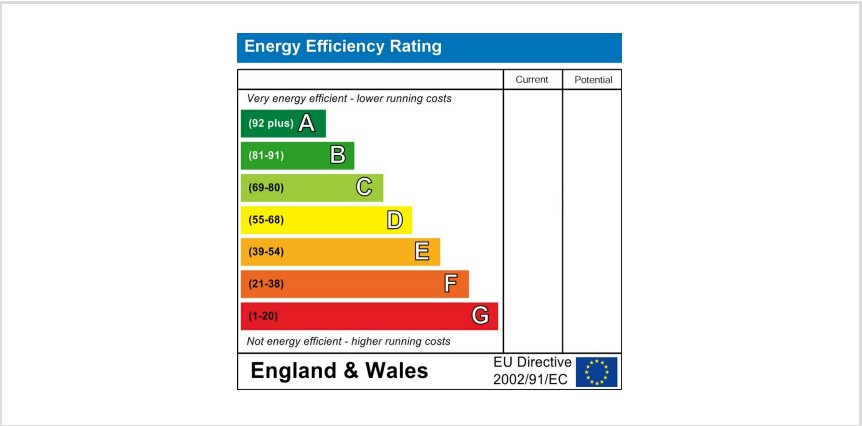 Energy Efficiency Rating
Current Potential
Very energy efficient - lower running costs
(92 plus) A
(81-91) B
(69-80) C
(55-68) D
(39-54) E
(21-38) F
(1-20) G
Not energy efficient - higher running costs
England & Wales
EU Directive
2002/91/EC